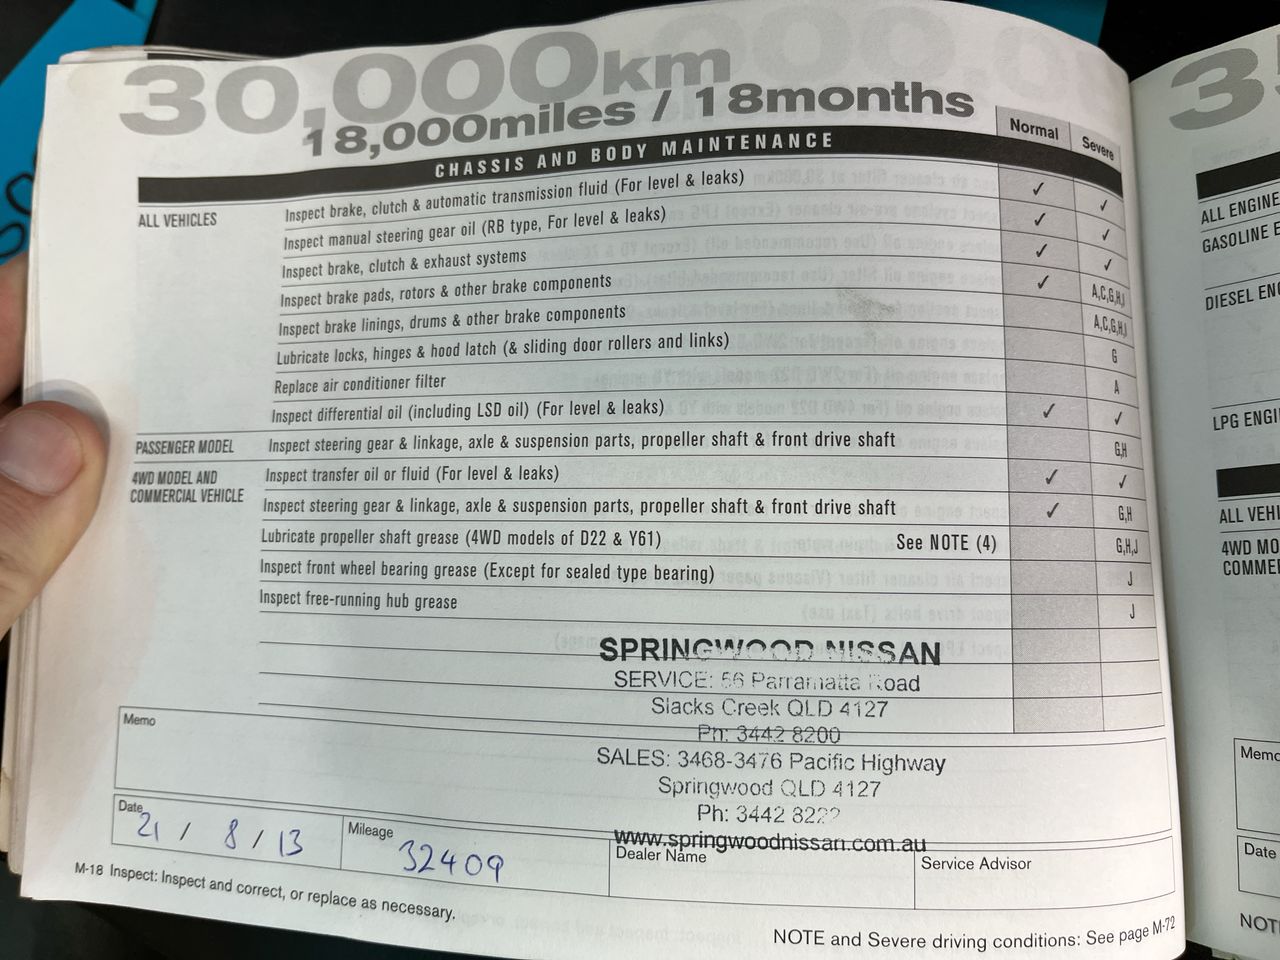 30,000km
18,000miles / 18months
Normal Severe
CHASSIS AND BODY MAINTENANCE
ALL VEHICLES Inspect brake, clutch & automatic transmission fluid (For level & leaks) ✓ ✓
Inspect manual steering gear oil (RB type, For level & leaks) ✓ ✓
Inspect brake, clutch & exhaust systems ✓ ✓
Inspect brake pads, rotors & other brake components ✓ A,C,G,H,I
Inspect brake linings, drums & other brake components A,C,G,H,I
Lubricate locks, hinges & hood latch (& sliding door rollers and links) G
Replace air conditioner filter A
Inspect differential oil (including LSD oil) (For level & leaks) ✓ ✓
PASSENGER MODEL Inspect steering gear & linkage, axle & suspension parts, propeller shaft & front drive shaft G,H
4WD MODEL AND Inspect transfer oil or fluid (For level & leaks) ✓ ✓
COMMERCIAL VEHICLE Inspect steering gear & linkage, axle & suspension parts, propeller shaft & front drive shaft ✓ G,H
Lubricate propeller shaft grease (4WD models of D22 & Y61) See NOTE (4) G,H,J
Inspect front wheel bearing grease (Except for sealed type bearing) J
Inspect free-running hub grease J
SPRINGWOOD NISSAN
SERVICE: 56 Parramatta Road
Slacks Creek QLD 4127
Ph: 3442 8200
Memo
SALES: 3468-3476 Pacific Highway
Springwood QLD 4127
Ph: 3442 8222
www.springwoodnissan.com.au
Date 21 / 8 / 13 Mileage 32409 Dealer Name Service Advisor
M-18 Inspect: Inspect and correct, or replace as necessary.
NOTE and Severe driving conditions: See page M-72
35
ALL ENGINE
GASOLINE E
DIESEL ENG
LPG ENGI
ALL VEHI
4WD MO
COMMER
Memo
Date
NOT